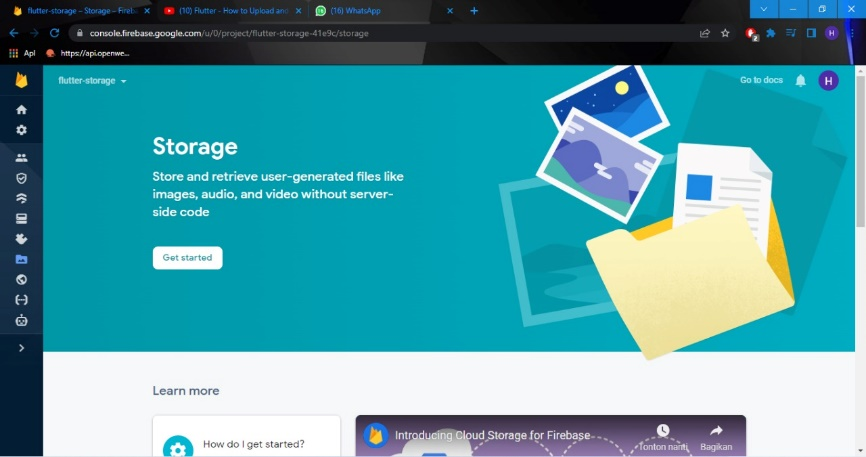 flutter-storage – Storage – Fireb
(10) Flutter - How to Upload and
(16) WhatsApp
console.firebase.google.com/u/0/project/flutter-storage-41e9c/storage
2
H
Apl
https://api.openwe...
flutter-storage
Go to docs
H
Storage
Store and retrieve user-generated files like
images, audio, and video without server-
side code
Get started
Learn more
How do I get started?
Introducing Cloud Storage for Firebase
Tonton nanti
Bagikan